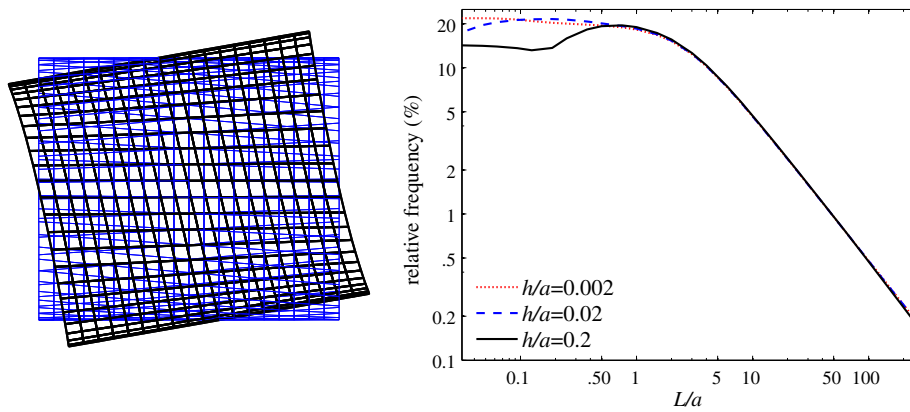 20
10
5
2
1
.5
0.2
0.1
relative frequency (%)
h/a=0.002
h/a=0.02
h/a=0.2
0.1 .50 1 5 10 50 100
L/a